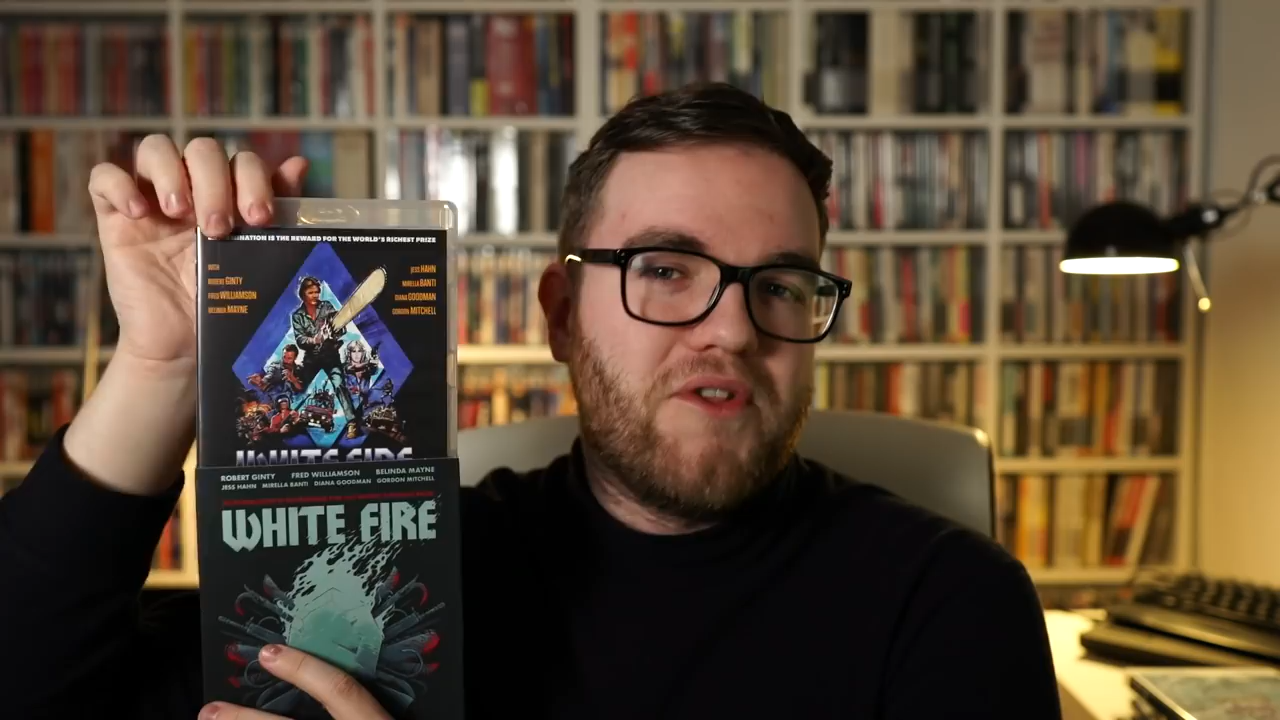 IS THE REWARD FOR THE WORLD'S RICHEST PRIZE
ROBERT GINTY
FRED WILLIAMSON
BELINDA MAYNE
JESS HAHN
MIRELLA BANTI
DIANA GOODMAN
GORDON MITCHELL
WHITE FIRE
ROBERT GINTY FRED WILLIAMSON BELINDA MAYNE
JESS HAHN MIRELLA BANTI DIANA GOODMAN GORDON MITCHELL
WHITE FIRE